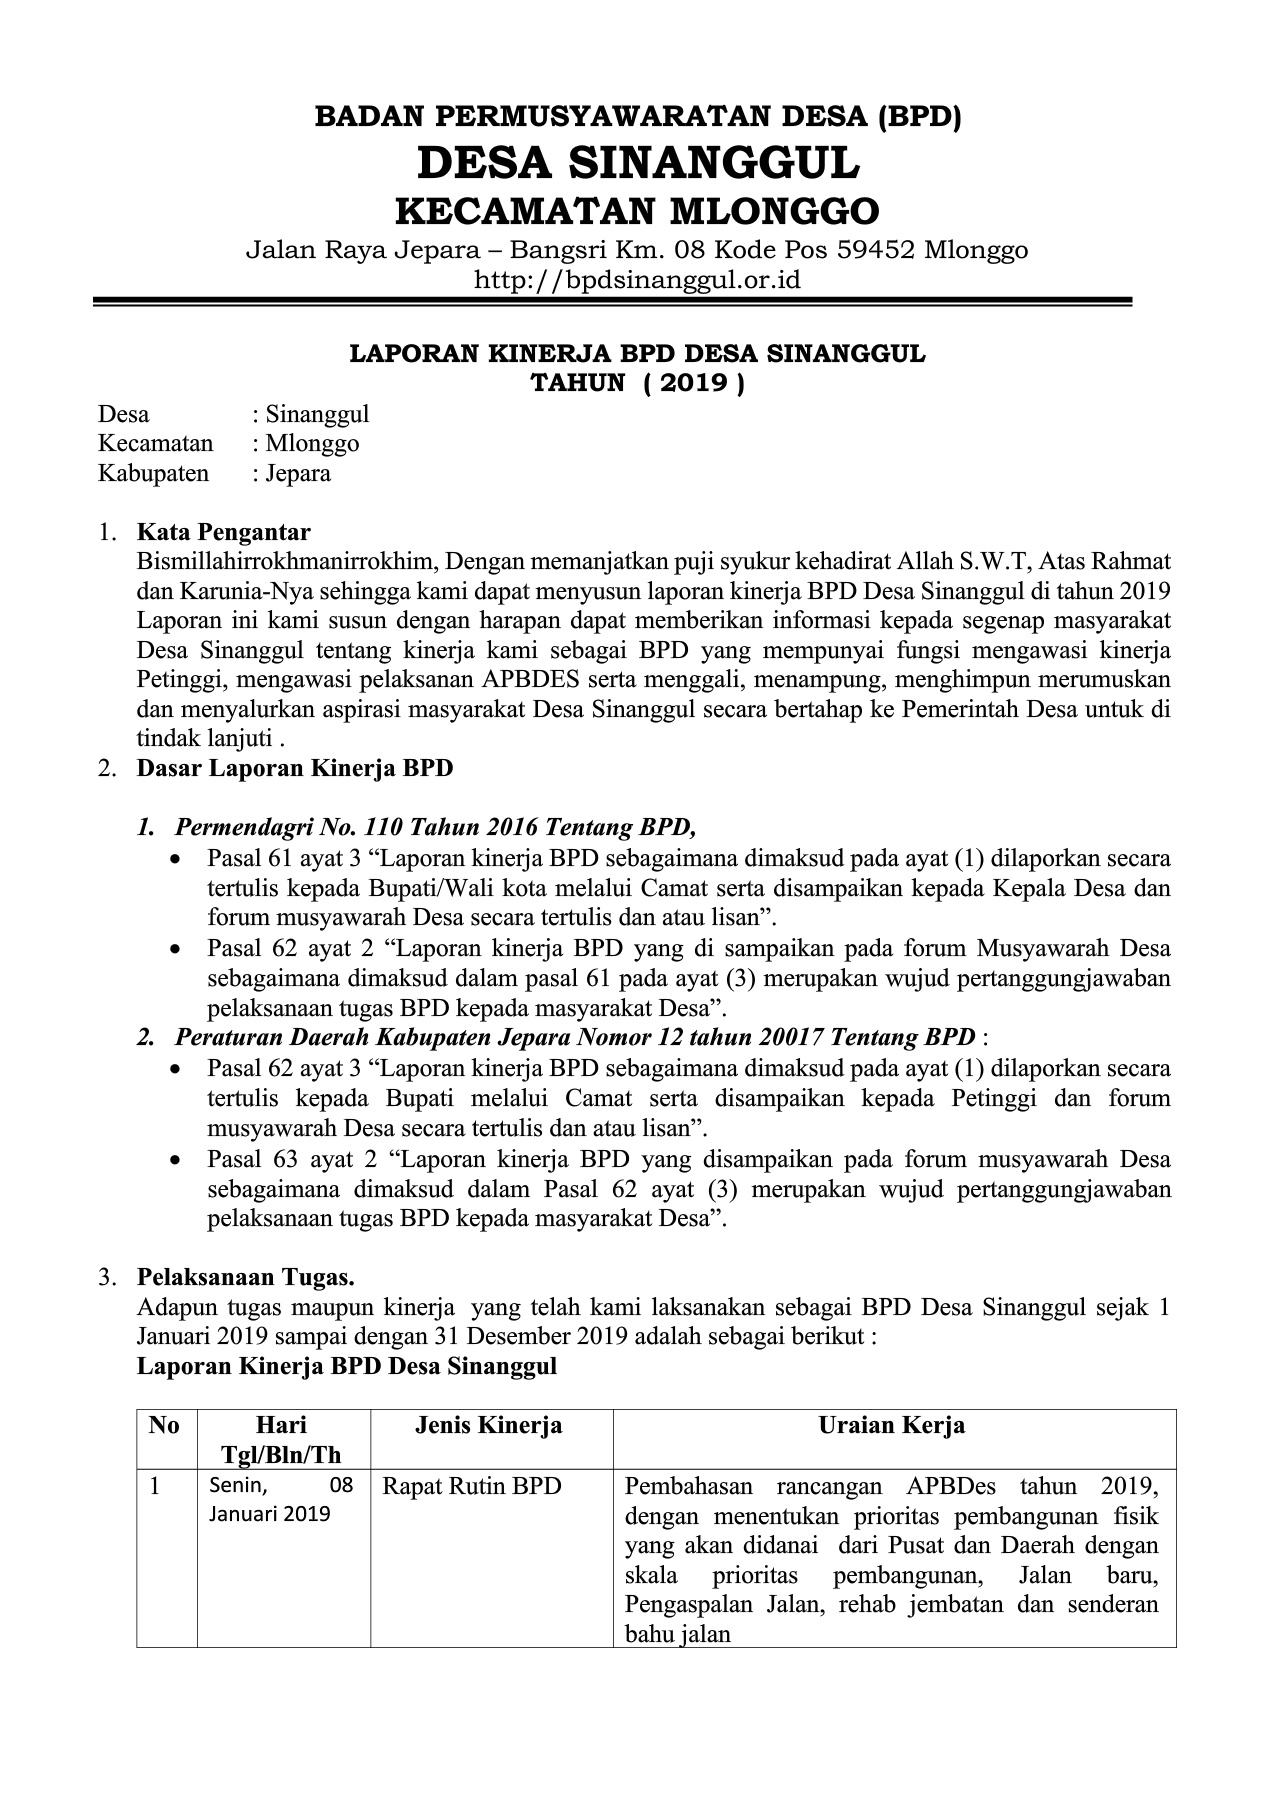 BADAN PERMUSYAWARATAN DESA (BPD)
DESA SINANGGUL
KECAMATAN MLONGGO
Jalan Raya Jepara – Bangsri Km. 08 Kode Pos 59452 Mlonggo
http://bpdsinanggul.or.id
LAPORAN KINERJA BPD DESA SINANGGUL
TAHUN ( 2019 )
Desa : Sinanggul
Kecamatan : Mlonggo
Kabupaten : Jepara
1. Kata Pengantar
Bismillahirrokhmanirrokhim, Dengan memanjatkan puji syukur kehadirat Allah S.W.T, Atas Rahmat
dan Karunia-Nya sehingga kami dapat menyusun laporan kinerja BPD Desa Sinanggul di tahun 2019
Laporan ini kami susun dengan harapan dapat memberikan informasi kepada segenap masyarakat
Desa Sinanggul tentang kinerja kami sebagai BPD yang mempunyai fungsi mengawasi kinerja
Petinggi, mengawasi pelaksanan APBDES serta menggali, menampung, menghimpun merumuskan
dan menyalurkan aspirasi masyarakat Desa Sinanggul secara bertahap ke Pemerintah Desa untuk di
tindak lanjuti .
2. Dasar Laporan Kinerja BPD
1. Permendagri No. 110 Tahun 2016 Tentang BPD,
• Pasal 61 ayat 3 “Laporan kinerja BPD sebagaimana dimaksud pada ayat (1) dilaporkan secara
tertulis kepada Bupati/Wali kota melalui Camat serta disampaikan kepada Kepala Desa dan
forum musyawarah Desa secara tertulis dan atau lisan”.
• Pasal 62 ayat 2 “Laporan kinerja BPD yang di sampaikan pada forum Musyawarah Desa
sebagaimana dimaksud dalam pasal 61 pada ayat (3) merupakan wujud pertanggungjawaban
pelaksanaan tugas BPD kepada masyarakat Desa”.
2. Peraturan Daerah Kabupaten Jepara Nomor 12 tahun 20017 Tentang BPD :
• Pasal 62 ayat 3 “Laporan kinerja BPD sebagaimana dimaksud pada ayat (1) dilaporkan secara
tertulis kepada Bupati melalui Camat serta disampaikan kepada Petinggi dan forum
musyawarah Desa secara tertulis dan atau lisan”.
• Pasal 63 ayat 2 “Laporan kinerja BPD yang disampaikan pada forum musyawarah Desa
sebagaimana dimaksud dalam Pasal 62 ayat (3) merupakan wujud pertanggungjawaban
pelaksanaan tugas BPD kepada masyarakat Desa”.
3. Pelaksanaan Tugas.
Adapun tugas maupun kinerja yang telah kami laksanakan sebagai BPD Desa Sinanggul sejak 1
Januari 2019 sampai dengan 31 Desember 2019 adalah sebagai berikut :
Laporan Kinerja BPD Desa Sinanggul
No Hari Jenis Kinerja Uraian Kerja
Tgl/Bln/Th
1 Senin, 08 Rapat Rutin BPD Pembahasan rancangan APBDes tahun 2019,
Januari 2019 dengan menentukan prioritas pembangunan fisik
yang akan didanai dari Pusat dan Daerah dengan
skala prioritas pembangunan, Jalan baru,
Pengaspalan Jalan, rehab jembatan dan senderan
bahu jalan